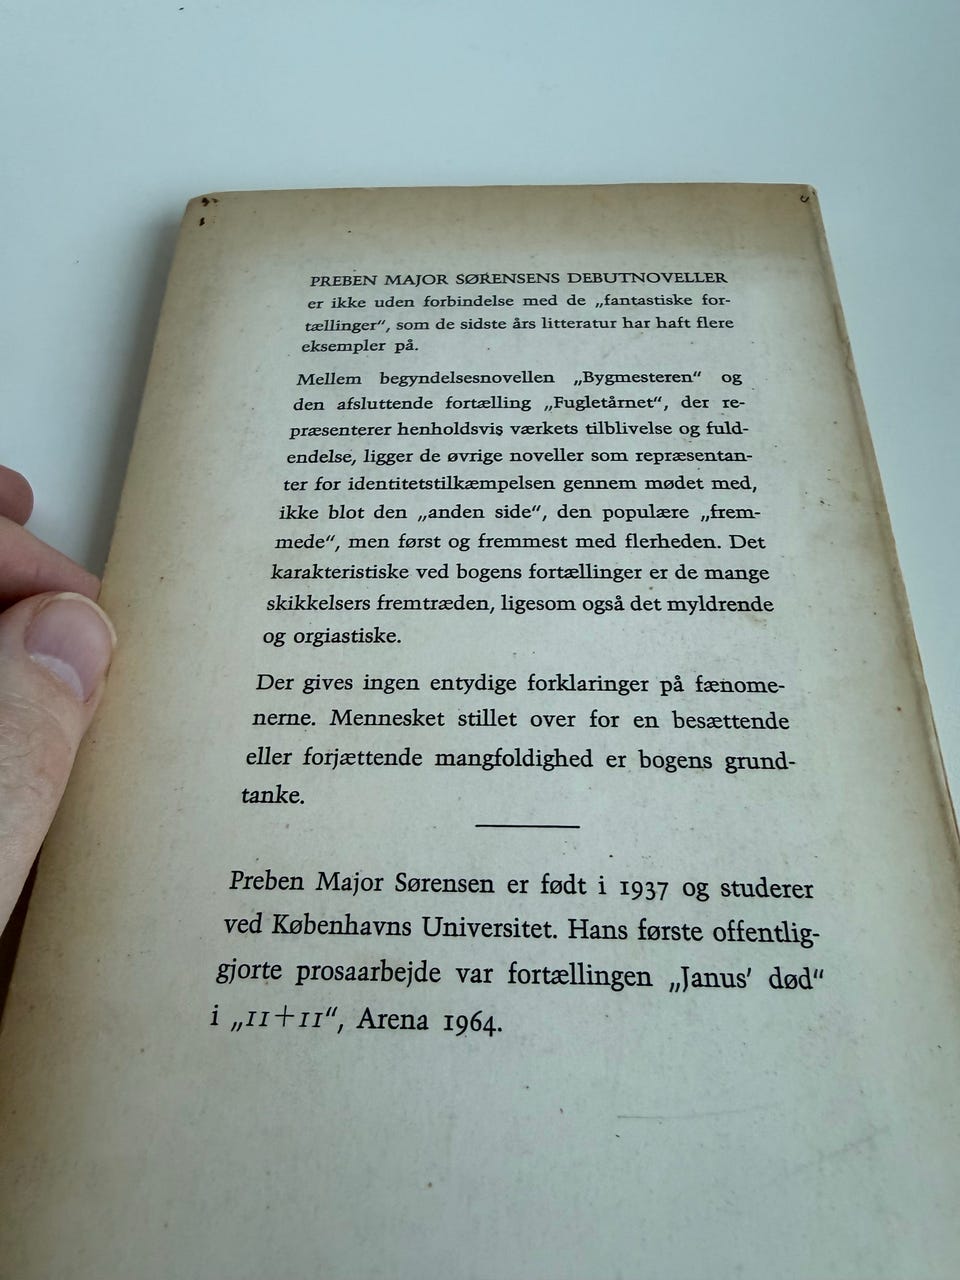 PREBEN MAJOR SØRENSENS DEBUTNOVELLER
er ikke uden forbindelse med de „fantastiske for-
tællinger“, som de sidste års litteratur har haft flere
eksempler på.
Mellem begyndelsesnovellen „Bygmesteren“ og
den afsluttende fortælling „Fugletårnet“, der re-
præsenterer henholdsvis værkets tilblivelse og fuld-
endelse, ligger de øvrige noveller som repræsentan-
ter for identitetstilkæmpelsen gennem mødet med,
ikke blot den „anden side“, den populære „frem-
mede“, men først og fremmest med flerheden. Det
karakteristiske ved bogens fortællinger er de mange
skikkelsers fremtræden, ligesom også det myldrende
og orgiastiske.
Der gives ingen entydige forklaringer på fænome-
nerne. Mennesket stillet over for en besættende
eller forjættende mangfoldighed er bogens grund-
tanke.
Preben Major Sørensen er født i 1937 og studerer
ved Københavns Universitet. Hans første offentlig-
gjorte prosaarbejde var fortællingen „Janus' død“
i „11+11“, Arena 1964.